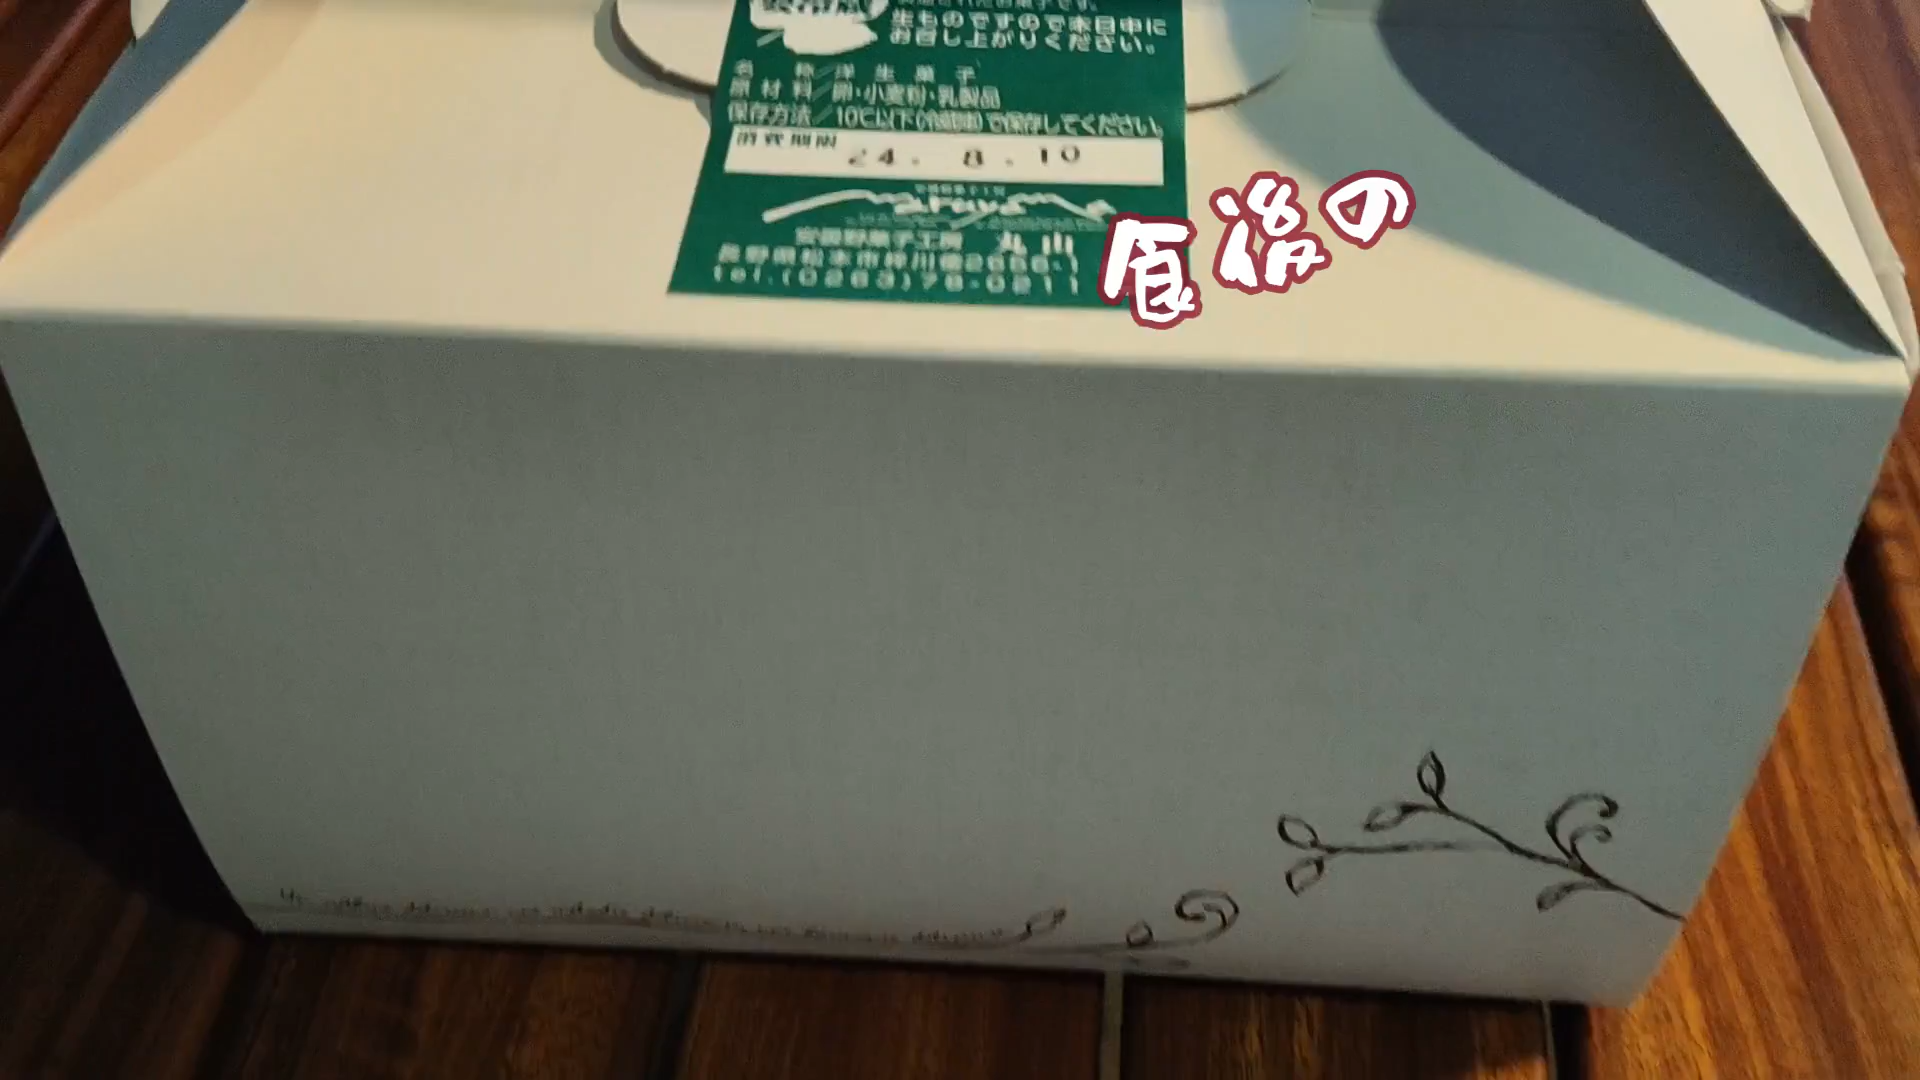 生ものですので本日中に
お召し上がりください。
名 称/洋生菓子
原材料/卵・小麦粉・乳製品
保存方法/10℃以下(冷蔵庫)で保存してください。
消費期限
24. 8.10
maruyama
安曇野菓子工房 丸山
長野県松本市梓川倭2666-1
tel.(0263)78-0211
食後の